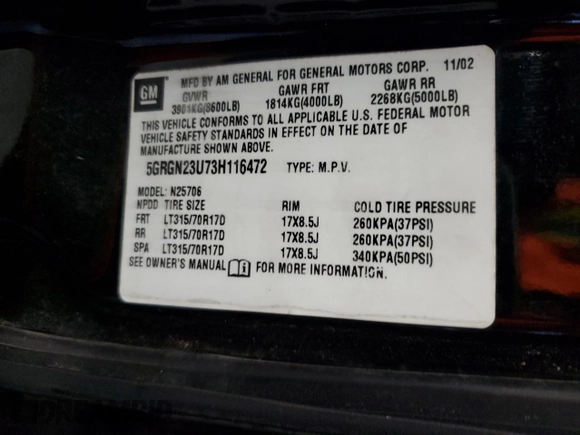 GM
MFD BY AM GENERAL FOR GENERAL MOTORS CORP. 11/02
GVWR GAWR FRT GAWR RR
3901KG(8600LB) 1814KG(4000LB) 2268KG(5000LB)
THIS VEHICLE CONFORMS TO ALL APPLICABLE U.S. FEDERAL MOTOR
VEHICLE SAFETY STANDARDS IN EFFECT ON THE DATE OF
MANUFACTURE SHOWN ABOVE.
5GRGN23U73H116472 TYPE: M.P.V.
MODEL: N25706
NPDD TIRE SIZE RIM COLD TIRE PRESSURE
FRT LT315/70R17D 17X8.5J 260KPA(37PSI)
RR LT315/70R17D 17X8.5J 260KPA(37PSI)
SPA LT315/70R17D 17X8.5J 340KPA(50PSI)
SEE OWNER'S MANUAL FOR MORE INFORMATION.